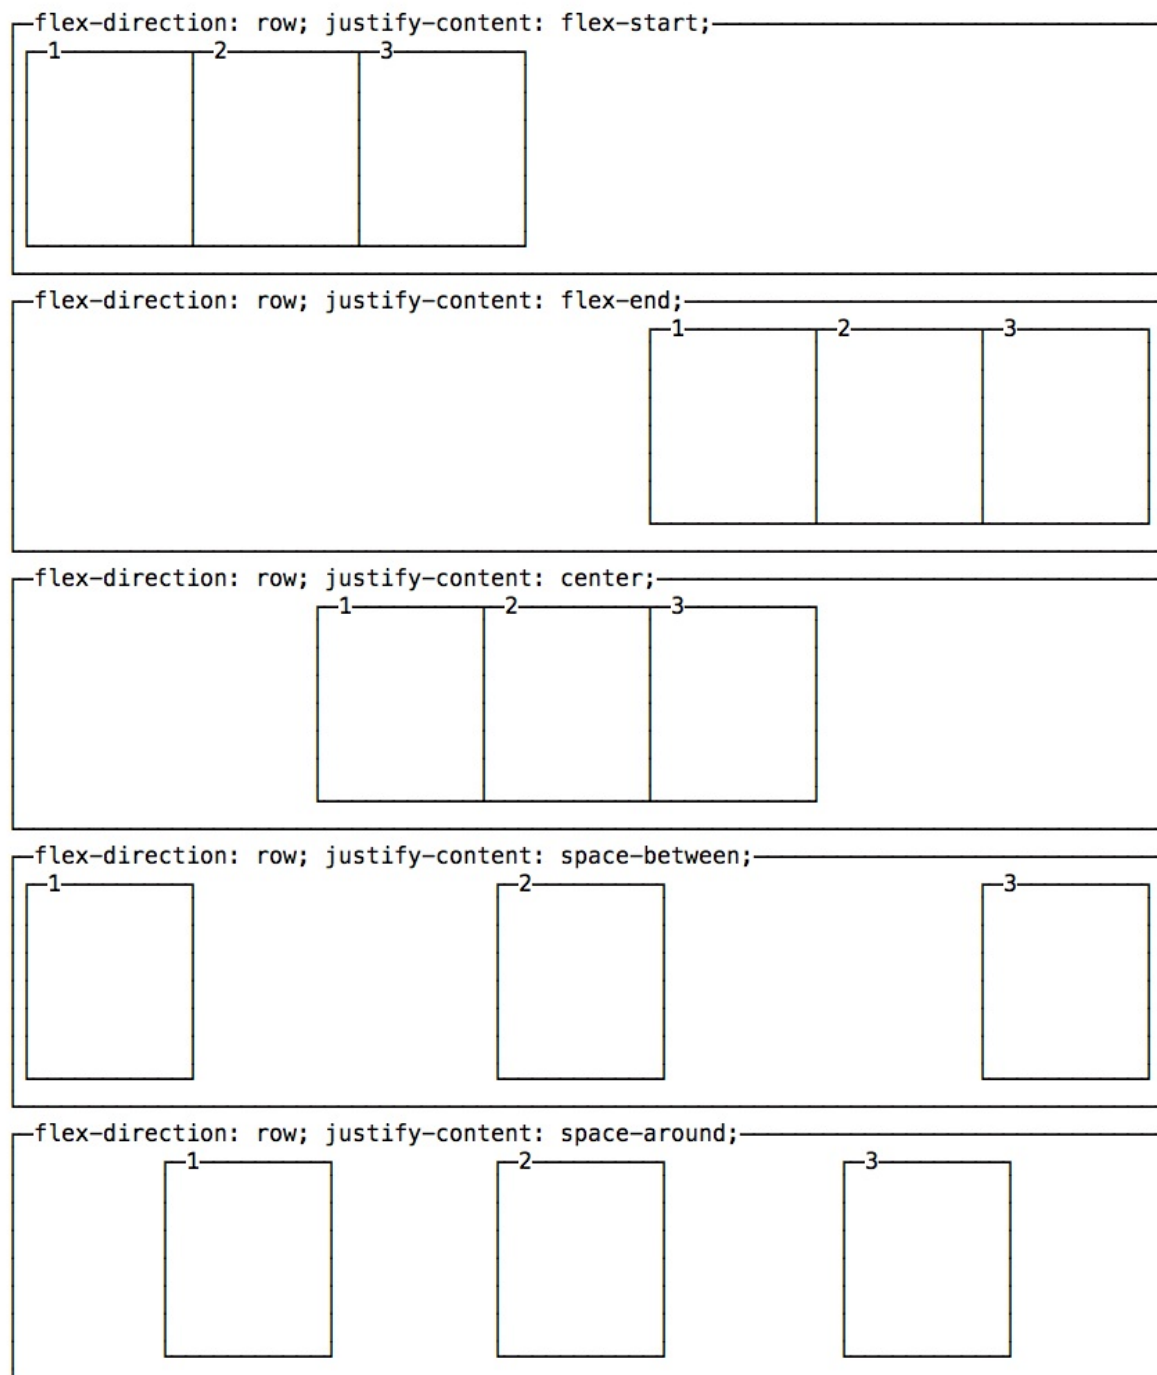 flex-direction: row; justify-content: flex-start;
1 2 3
flex-direction: row; justify-content: flex-end;
1 2 3
flex-direction: row; justify-content: center;
1 2 3
flex-direction: row; justify-content: space-between;
1 2 3
flex-direction: row; justify-content: space-around;
1 2 3